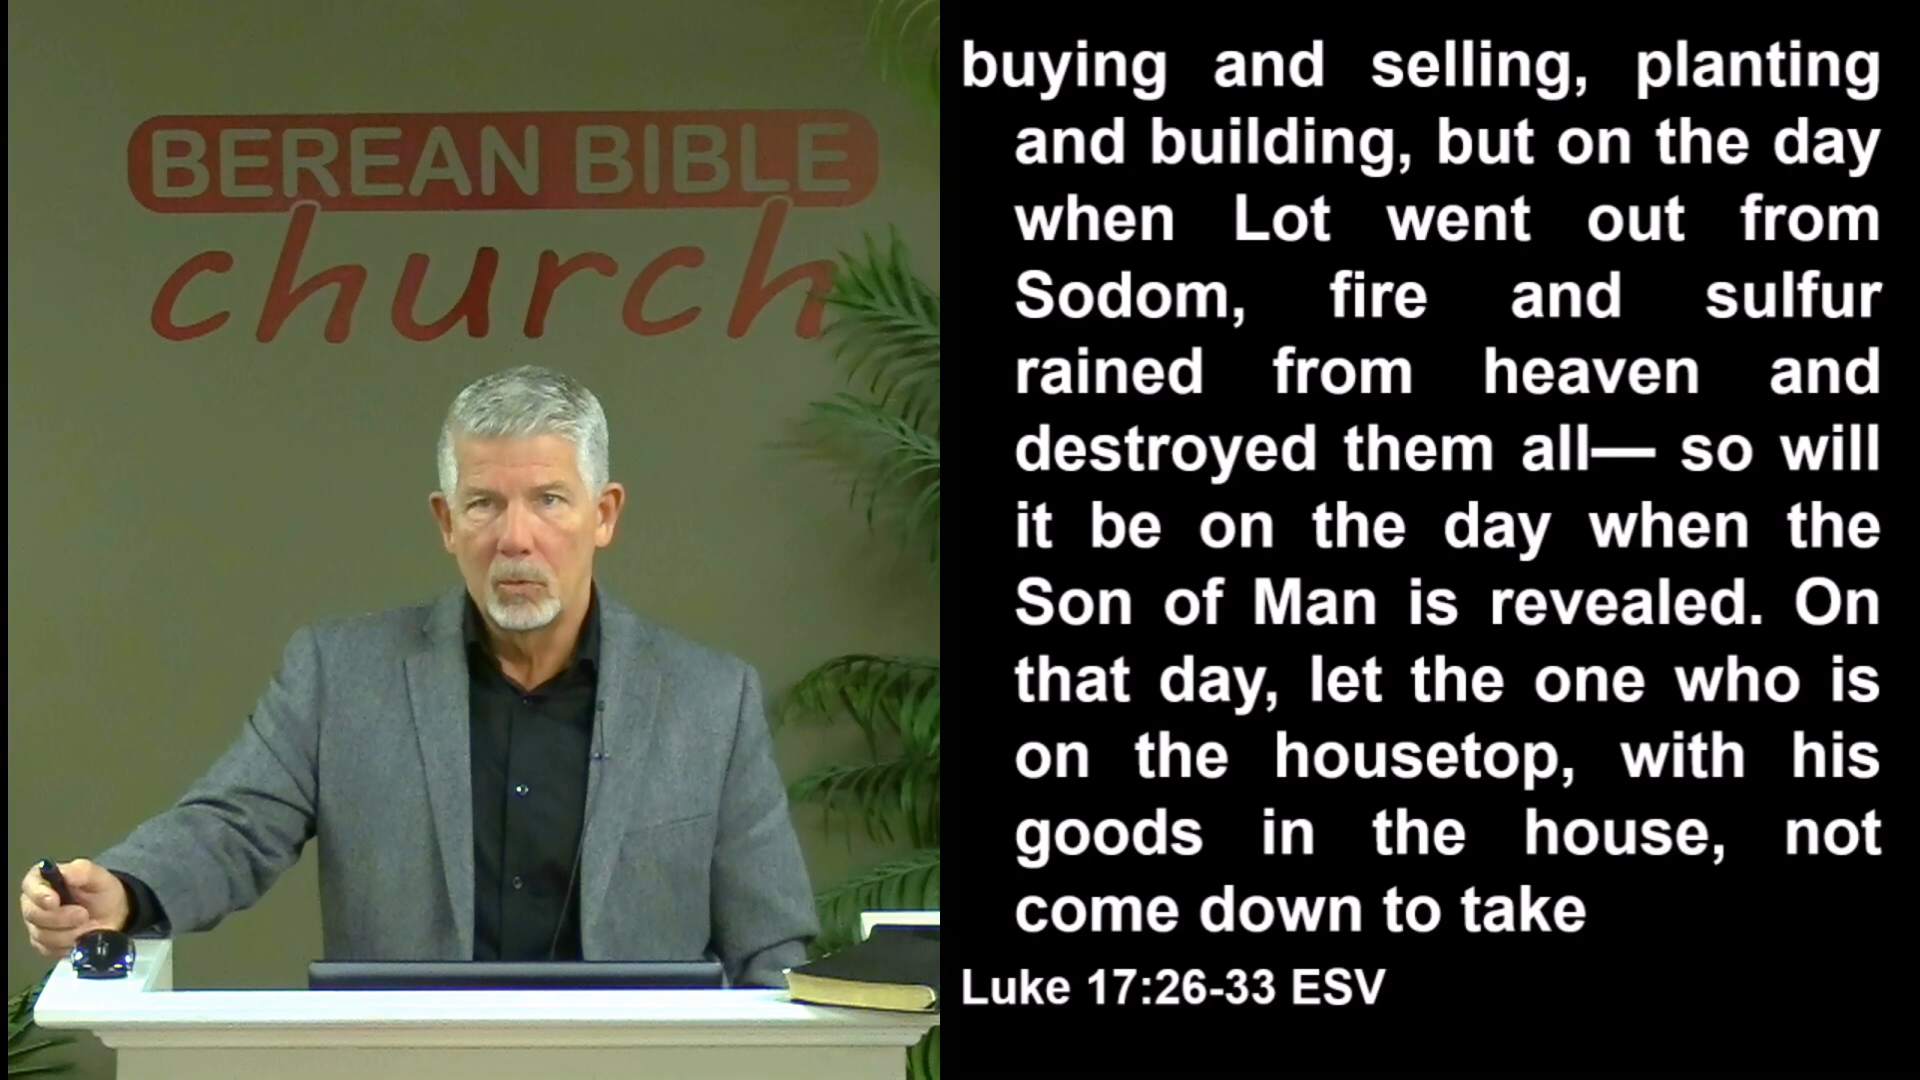 BEREAN BIBLE
church
buying and selling, planting
and building, but on the day
when Lot went out from
Sodom, fire and sulfur
rained from heaven and
destroyed them all— so will
it be on the day when the
Son of Man is revealed. On
that day, let the one who is
on the housetop, with his
goods in the house, not
come down to take
Luke 17:26-33 ESV